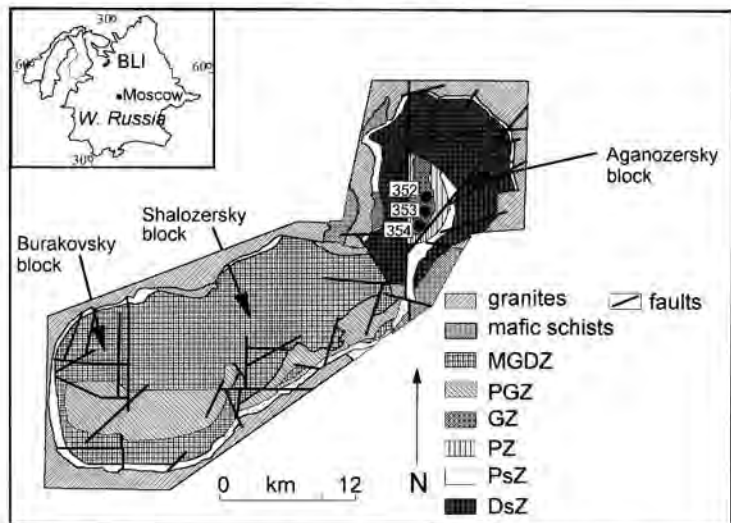 30°
60°
BLI
60°
Moscow
W. Russia
30°
Aganozersky
block
352
353
354
Shalozersky
block
Burakovsky
block
granites
faults
mafic schists
MGDZ
PGZ
GZ
PZ
PsZ
DsZ
N
0 km 12